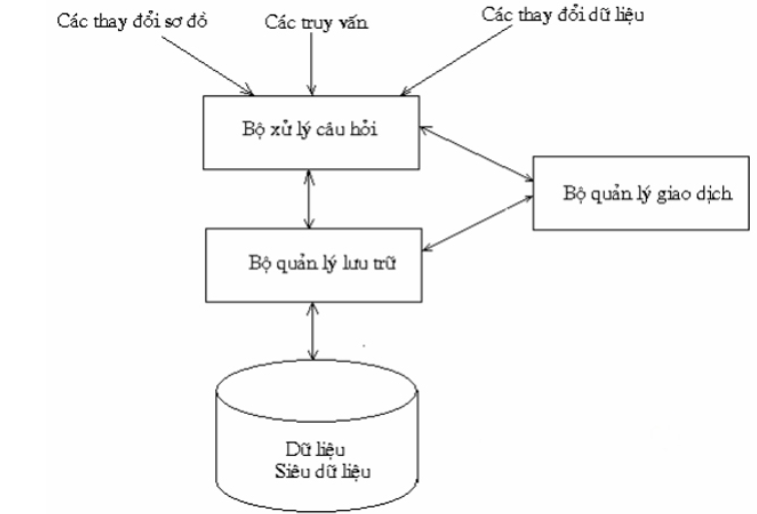 Các thay đổi sơ đồ
Các truy vấn
Các thay đổi dữ liệu
Bộ xử lý câu hỏi
Bộ quản lý giao dịch
Bộ quản lý lưu trữ
Dữ liệu
Siêu dữ liệu